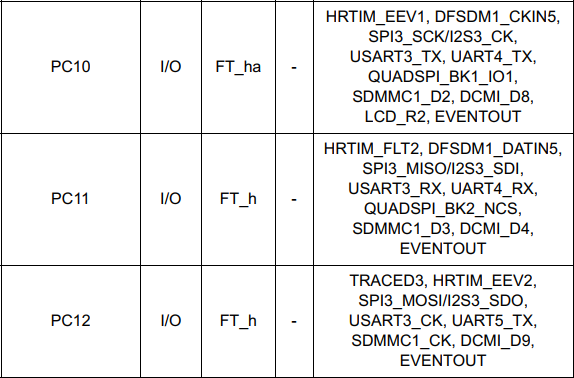 PC10 I/O FT_ha - HRTIM_EEV1, DFSDM1_CKIN5,
SPI3_SCK/I2S3_CK,
USART3_TX, UART4_TX,
QUADSPI_BK1_IO1,
SDMMC1_D2, DCMI_D8,
LCD_R2, EVENTOUT
PC11 I/O FT_h - HRTIM_FLT2, DFSDM1_DATIN5,
SPI3_MISO/I2S3_SDI,
USART3_RX, UART4_RX,
QUADSPI_BK2_NCS,
SDMMC1_D3, DCMI_D4,
EVENTOUT
PC12 I/O FT_h - TRACED3, HRTIM_EEV2,
SPI3_MOSI/I2S3_SDO,
USART3_CK, UART5_TX,
SDMMC1_CK, DCMI_D9,
EVENTOUT